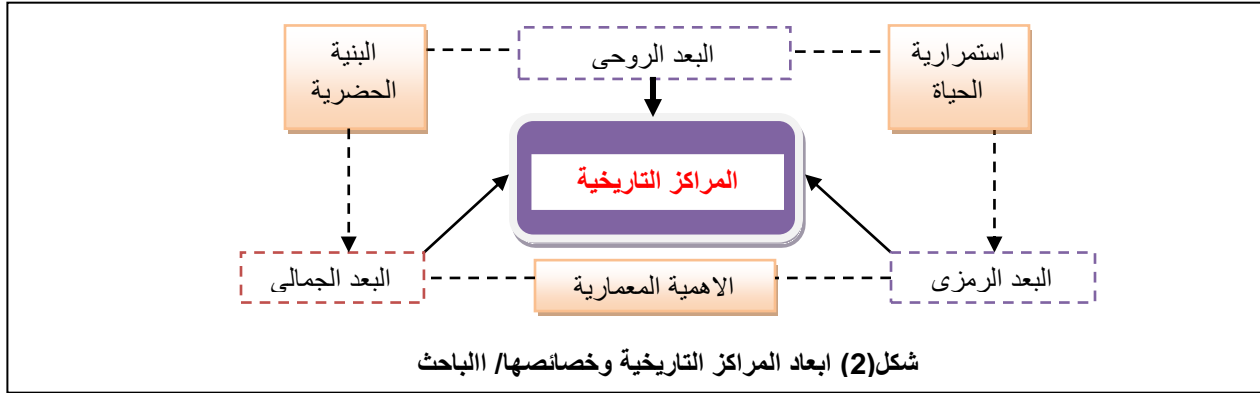 استمرارية
الحياة
البعد الروحى
البنية
الحضرية
المراكز التاريخية
البعد الرمزى
الاهمية المعمارية
البعد الجمالى
شكل(2) ابعاد المراكز التاريخية وخصائصها/ االباحث